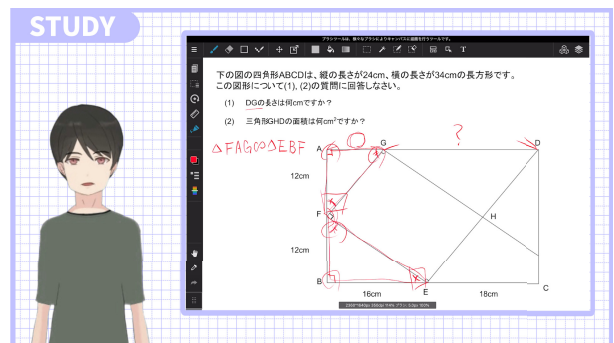 STUDY
下の図の四角形ABCDは、縦の長さが24cm、横の長さが34cmの長方形です。
この図形について(1), (2)の質問に回答しなさい。
(1) DGの長さは何cmですか？
(2) 三角形GHDの面積は何cm²ですか？
△FAG∽△EBF
A
G
?
D
12cm
F
H
12cm
B
E
C
16cm
18cm